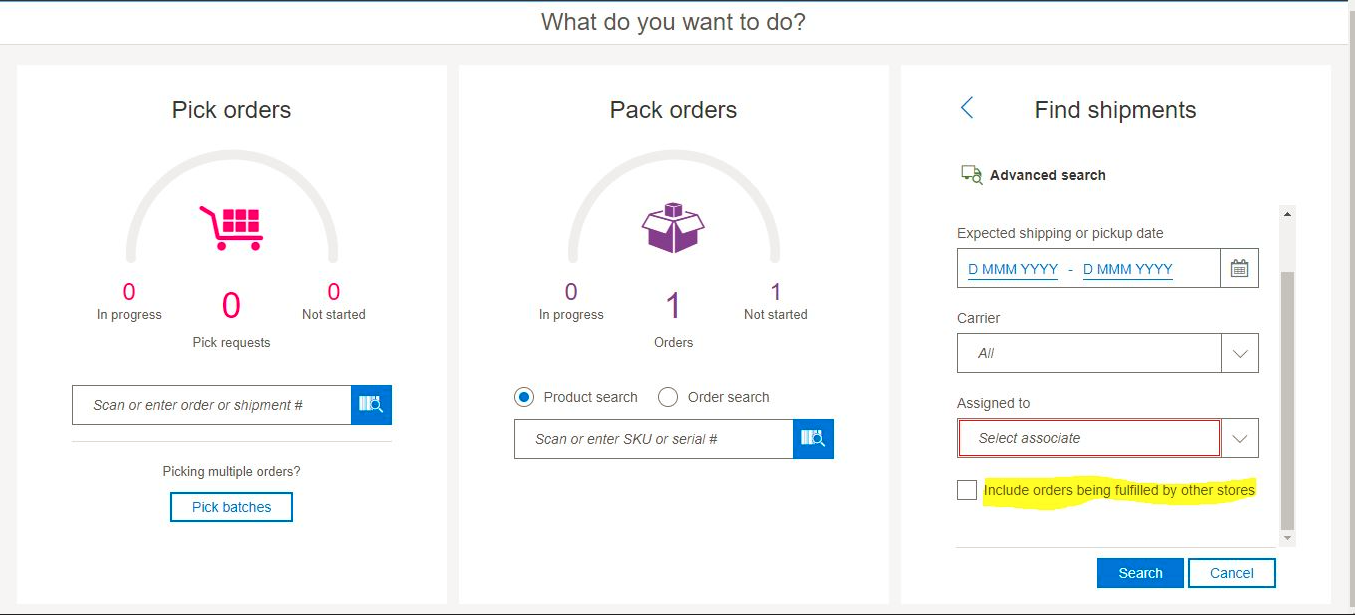 What do you want to do?
Pick orders
0
In progress
0
Pick requests
0
Not started
Scan or enter order or shipment #
Picking multiple orders?
Pick batches
Pack orders
0
In progress
1
Orders
1
Not started
Product search
Order search
Scan or enter SKU or serial #
Find shipments
Advanced search
Expected shipping or pickup date
D MMM YYYY - D MMM YYYY
Carrier
All
Assigned to
Select associate
Include orders being fulfilled by other stores
Search
Cancel